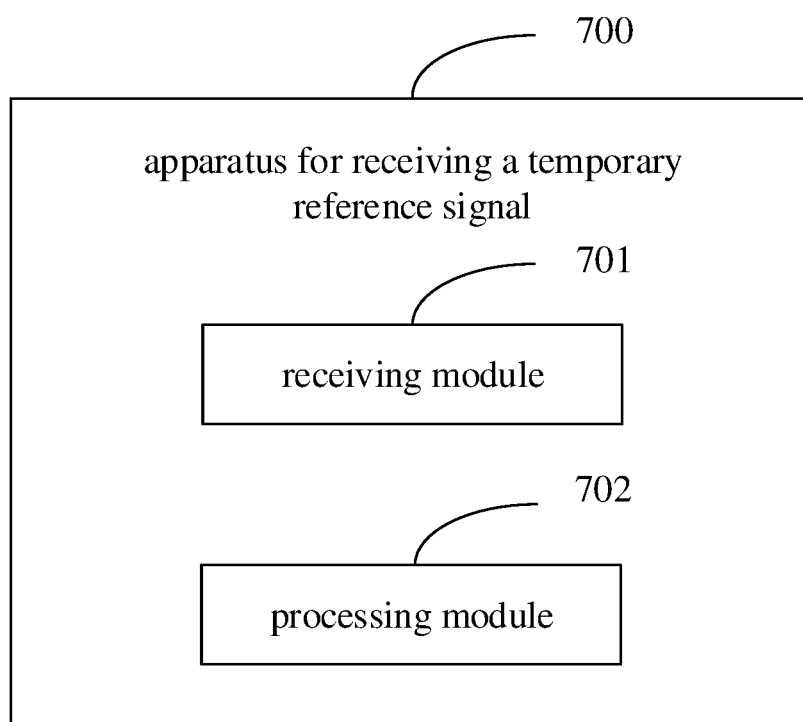 700
apparatus for receiving a temporary
reference signal
701
receiving module
702
processing module